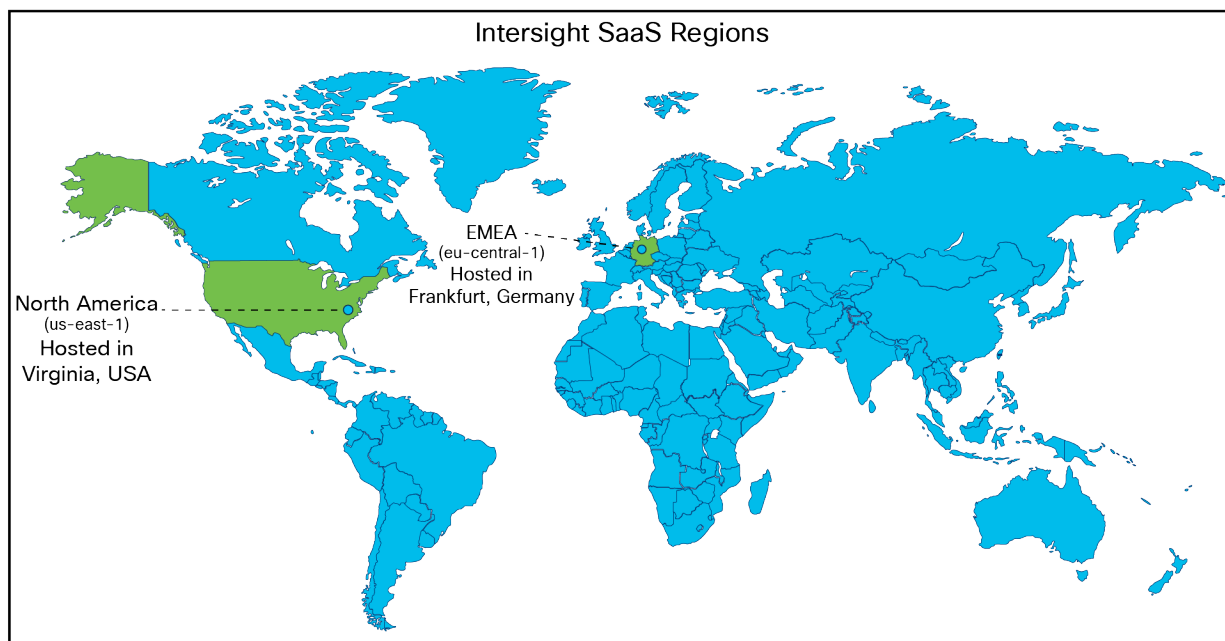 Intersight SaaS Regions
EMEA
(eu-central-1)
Hosted in
Frankfurt, Germany
North America
(us-east-1)
Hosted in
Virginia, USA